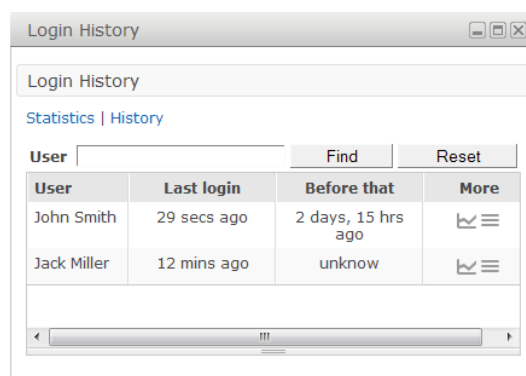 Login History
Login History
Statistics | History
User Find Reset
User Last login Before that More
John Smith 29 secs ago 2 days, 15 hrs
ago
Jack Miller 12 mins ago unknow